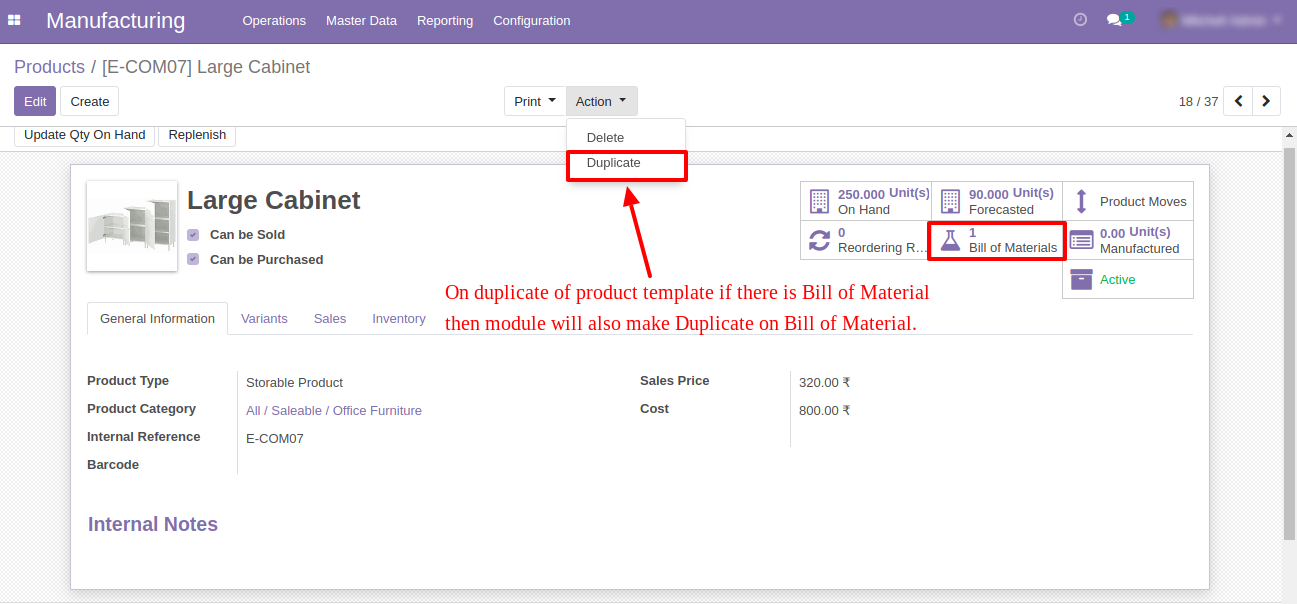 Manufacturing Operations Master Data Reporting Configuration 1
Products / [E-COM07] Large Cabinet
Edit Create Print Action 18 / 37
Update Qty On Hand Replenish Delete
Duplicate
Large Cabinet
Can be Sold
Can be Purchased
250.000 Unit(s) 90.000 Unit(s) Product Moves
On Hand Forecasted
0 1 0.00 Unit(s)
Reordering R... Bill of Materials Manufactured
Active
On duplicate of product template if there is Bill of Material
then module will also make Duplicate on Bill of Material.
General Information Variants Sales Inventory
Product Type Storable Product Sales Price 320.00 ₹
Product Category All / Saleable / Office Furniture Cost 800.00 ₹
Internal Reference E-COM07
Barcode
Internal Notes